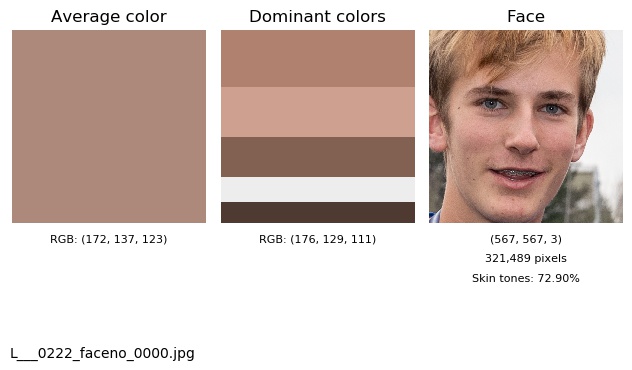 Average color
Dominant colors
Face
RGB: (172, 137, 123)
RGB: (176, 129, 111)
(567, 567, 3)
321,489 pixels
Skin tones: 72.90%
L___0222_faceno_0000.jpg